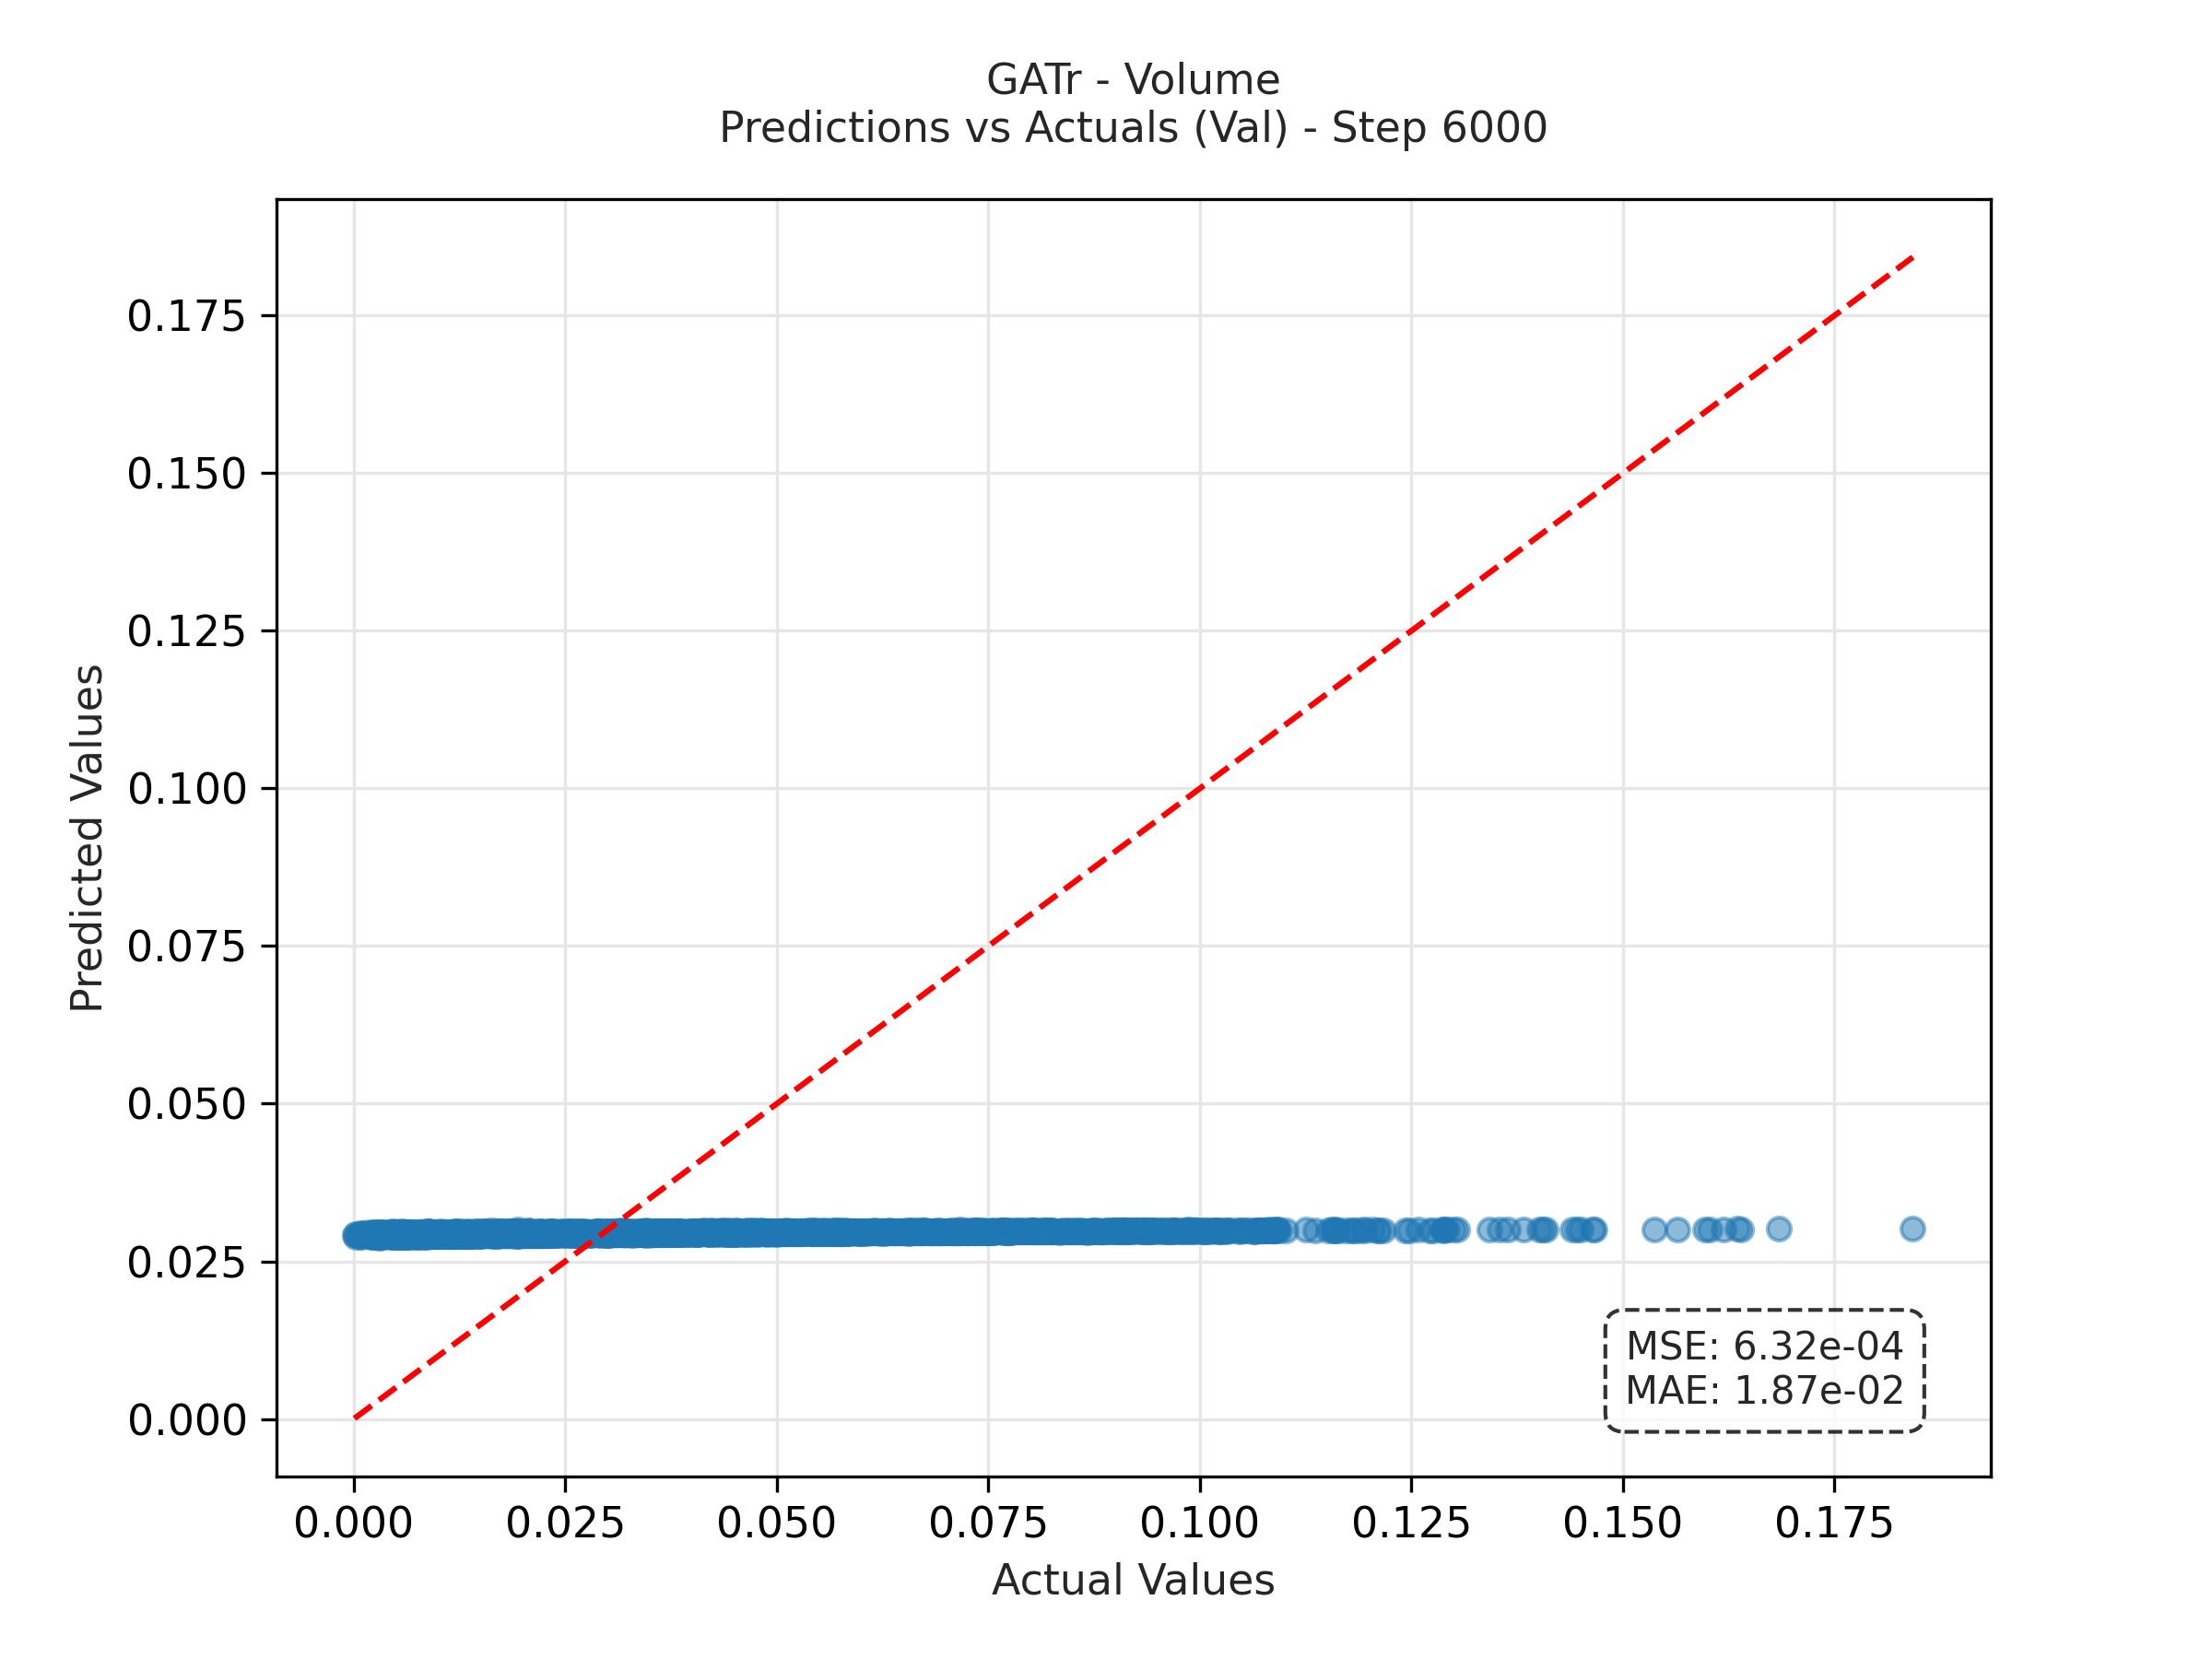 GATr - Volume
Predictions vs Actuals (Val) - Step 6000
Predicted Values
0.175
0.150
0.125
0.100
0.075
0.050
0.025
0.000
MSE: 6.32e-04
MAE: 1.87e-02
0.000 0.025 0.050 0.075 0.100 0.125 0.150 0.175
Actual Values